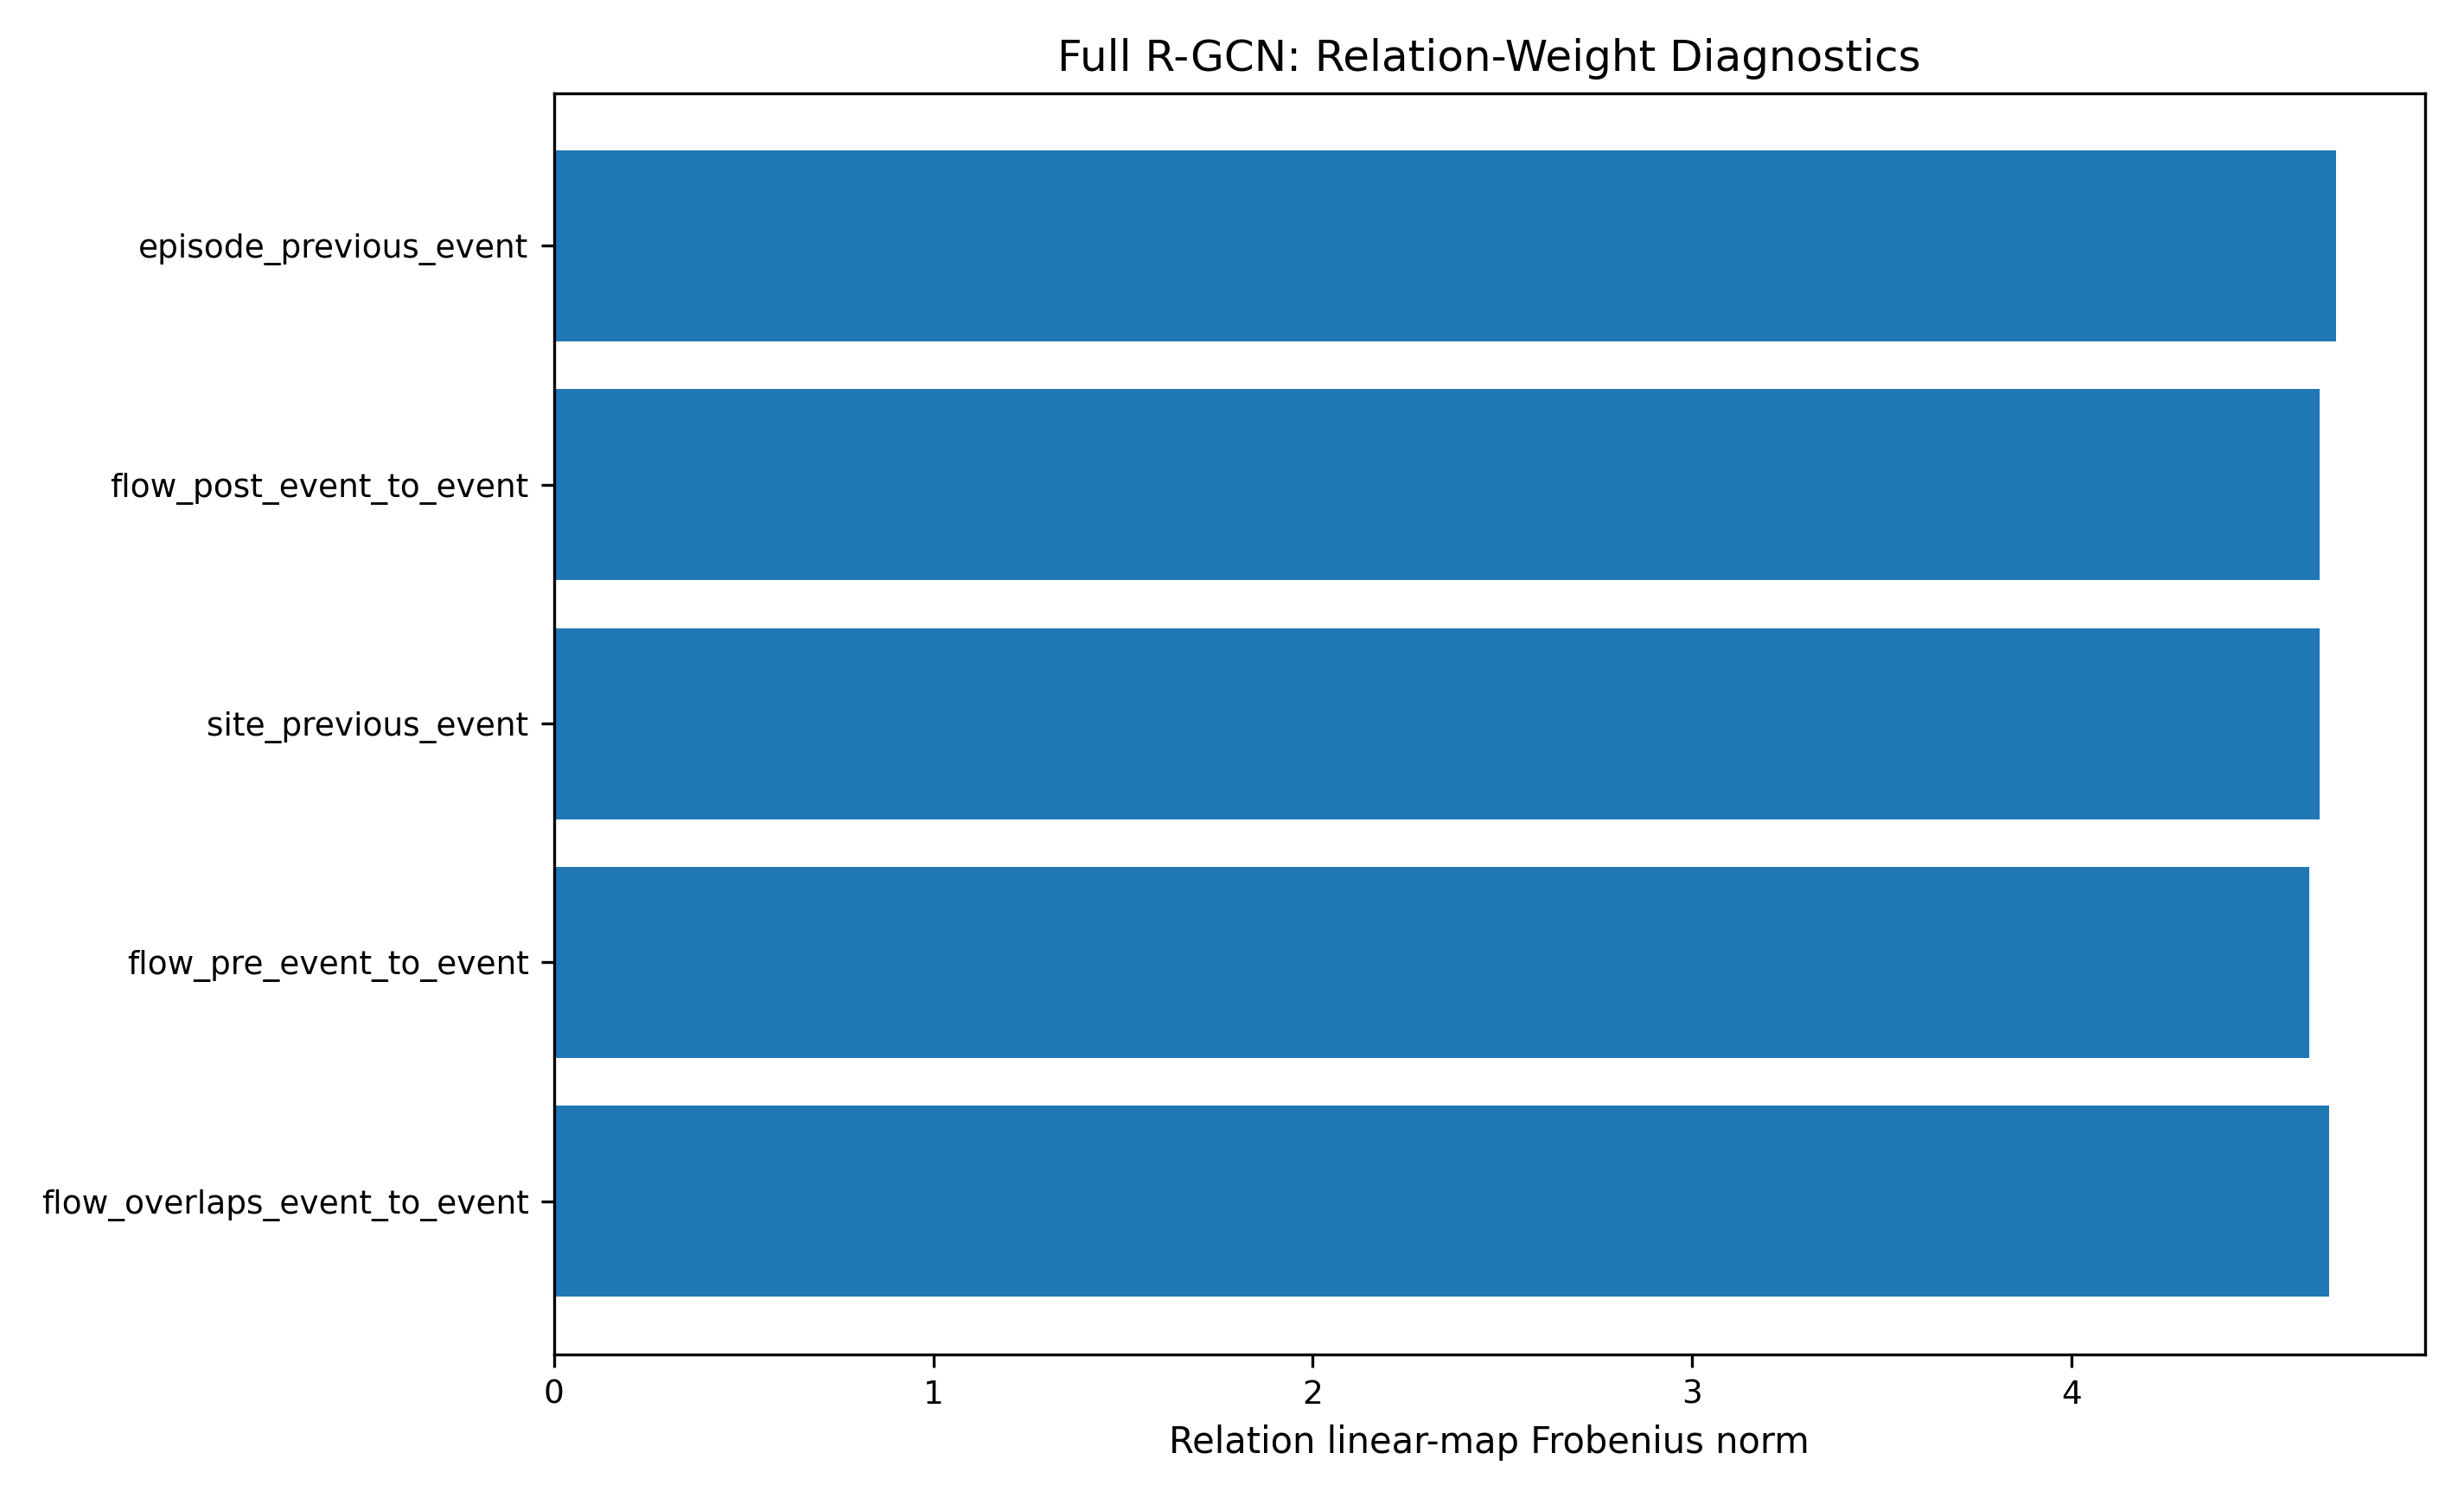 Full R-GCN: Relation-Weight Diagnostics
episode_previous_event
flow_post_event_to_event
site_previous_event
flow_pre_event_to_event
flow_overlaps_event_to_event
0 1 2 3 4
Relation linear-map Frobenius norm